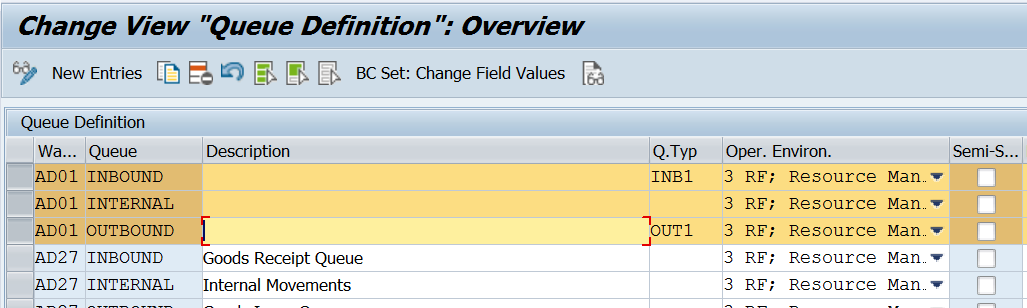 Change View "Queue Definition": Overview
New Entries BC Set: Change Field Values
Queue Definition
Wa... Queue Description Q.Typ Oper. Environ. Semi-S...
AD01 INBOUND INB1 3 RF; Resource Man…
AD01 INTERNAL 3 RF; Resource Man…
AD01 OUTBOUND OUT1 3 RF; Resource Man…
AD27 INBOUND Goods Receipt Queue 3 RF; Resource Man…
AD27 INTERNAL Internal Movements 3 RF; Resource Man…